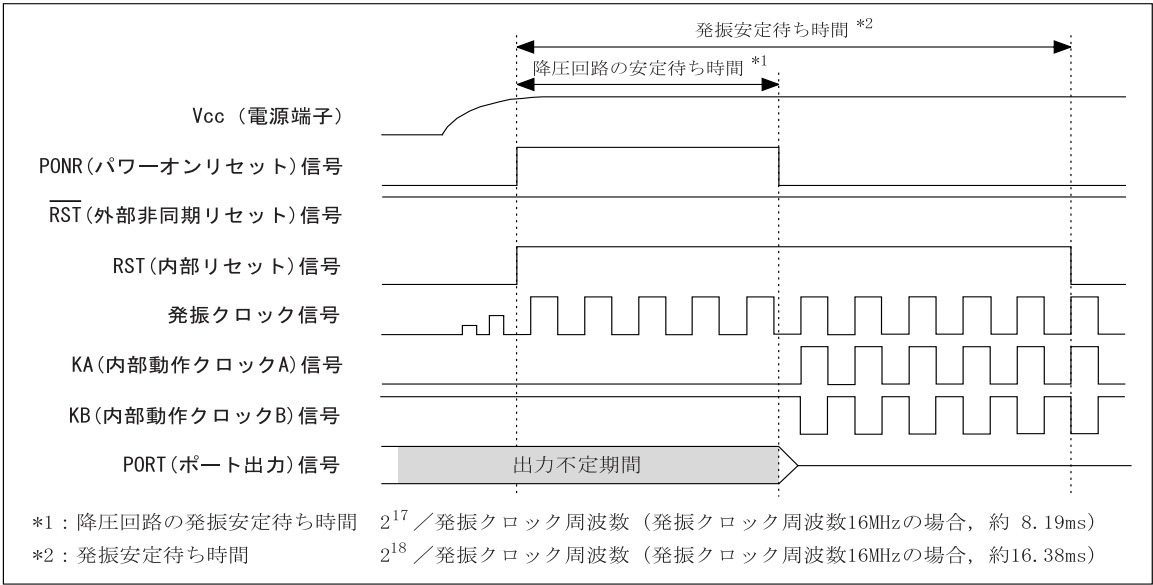 発振安定待ち時間 *2
降圧回路の安定待ち時間 *1
Vcc (電源端子)
PONR(パワーオンリセット)信号
R̅S̅T̅(外部非同期リセット)信号
RST(内部リセット)信号
発振クロック信号
KA(内部動作クロックA)信号
KB(内部動作クロックB)信号
PORT(ポート出力)信号
出力不定期間
*1：降圧回路の発振安定待ち時間 2¹⁷／発振クロック周波数 (発振クロック周波数16MHzの場合, 約 8.19ms)
*2：発振安定待ち時間 2¹⁸／発振クロック周波数 (発振クロック周波数16MHzの場合, 約16.38ms)